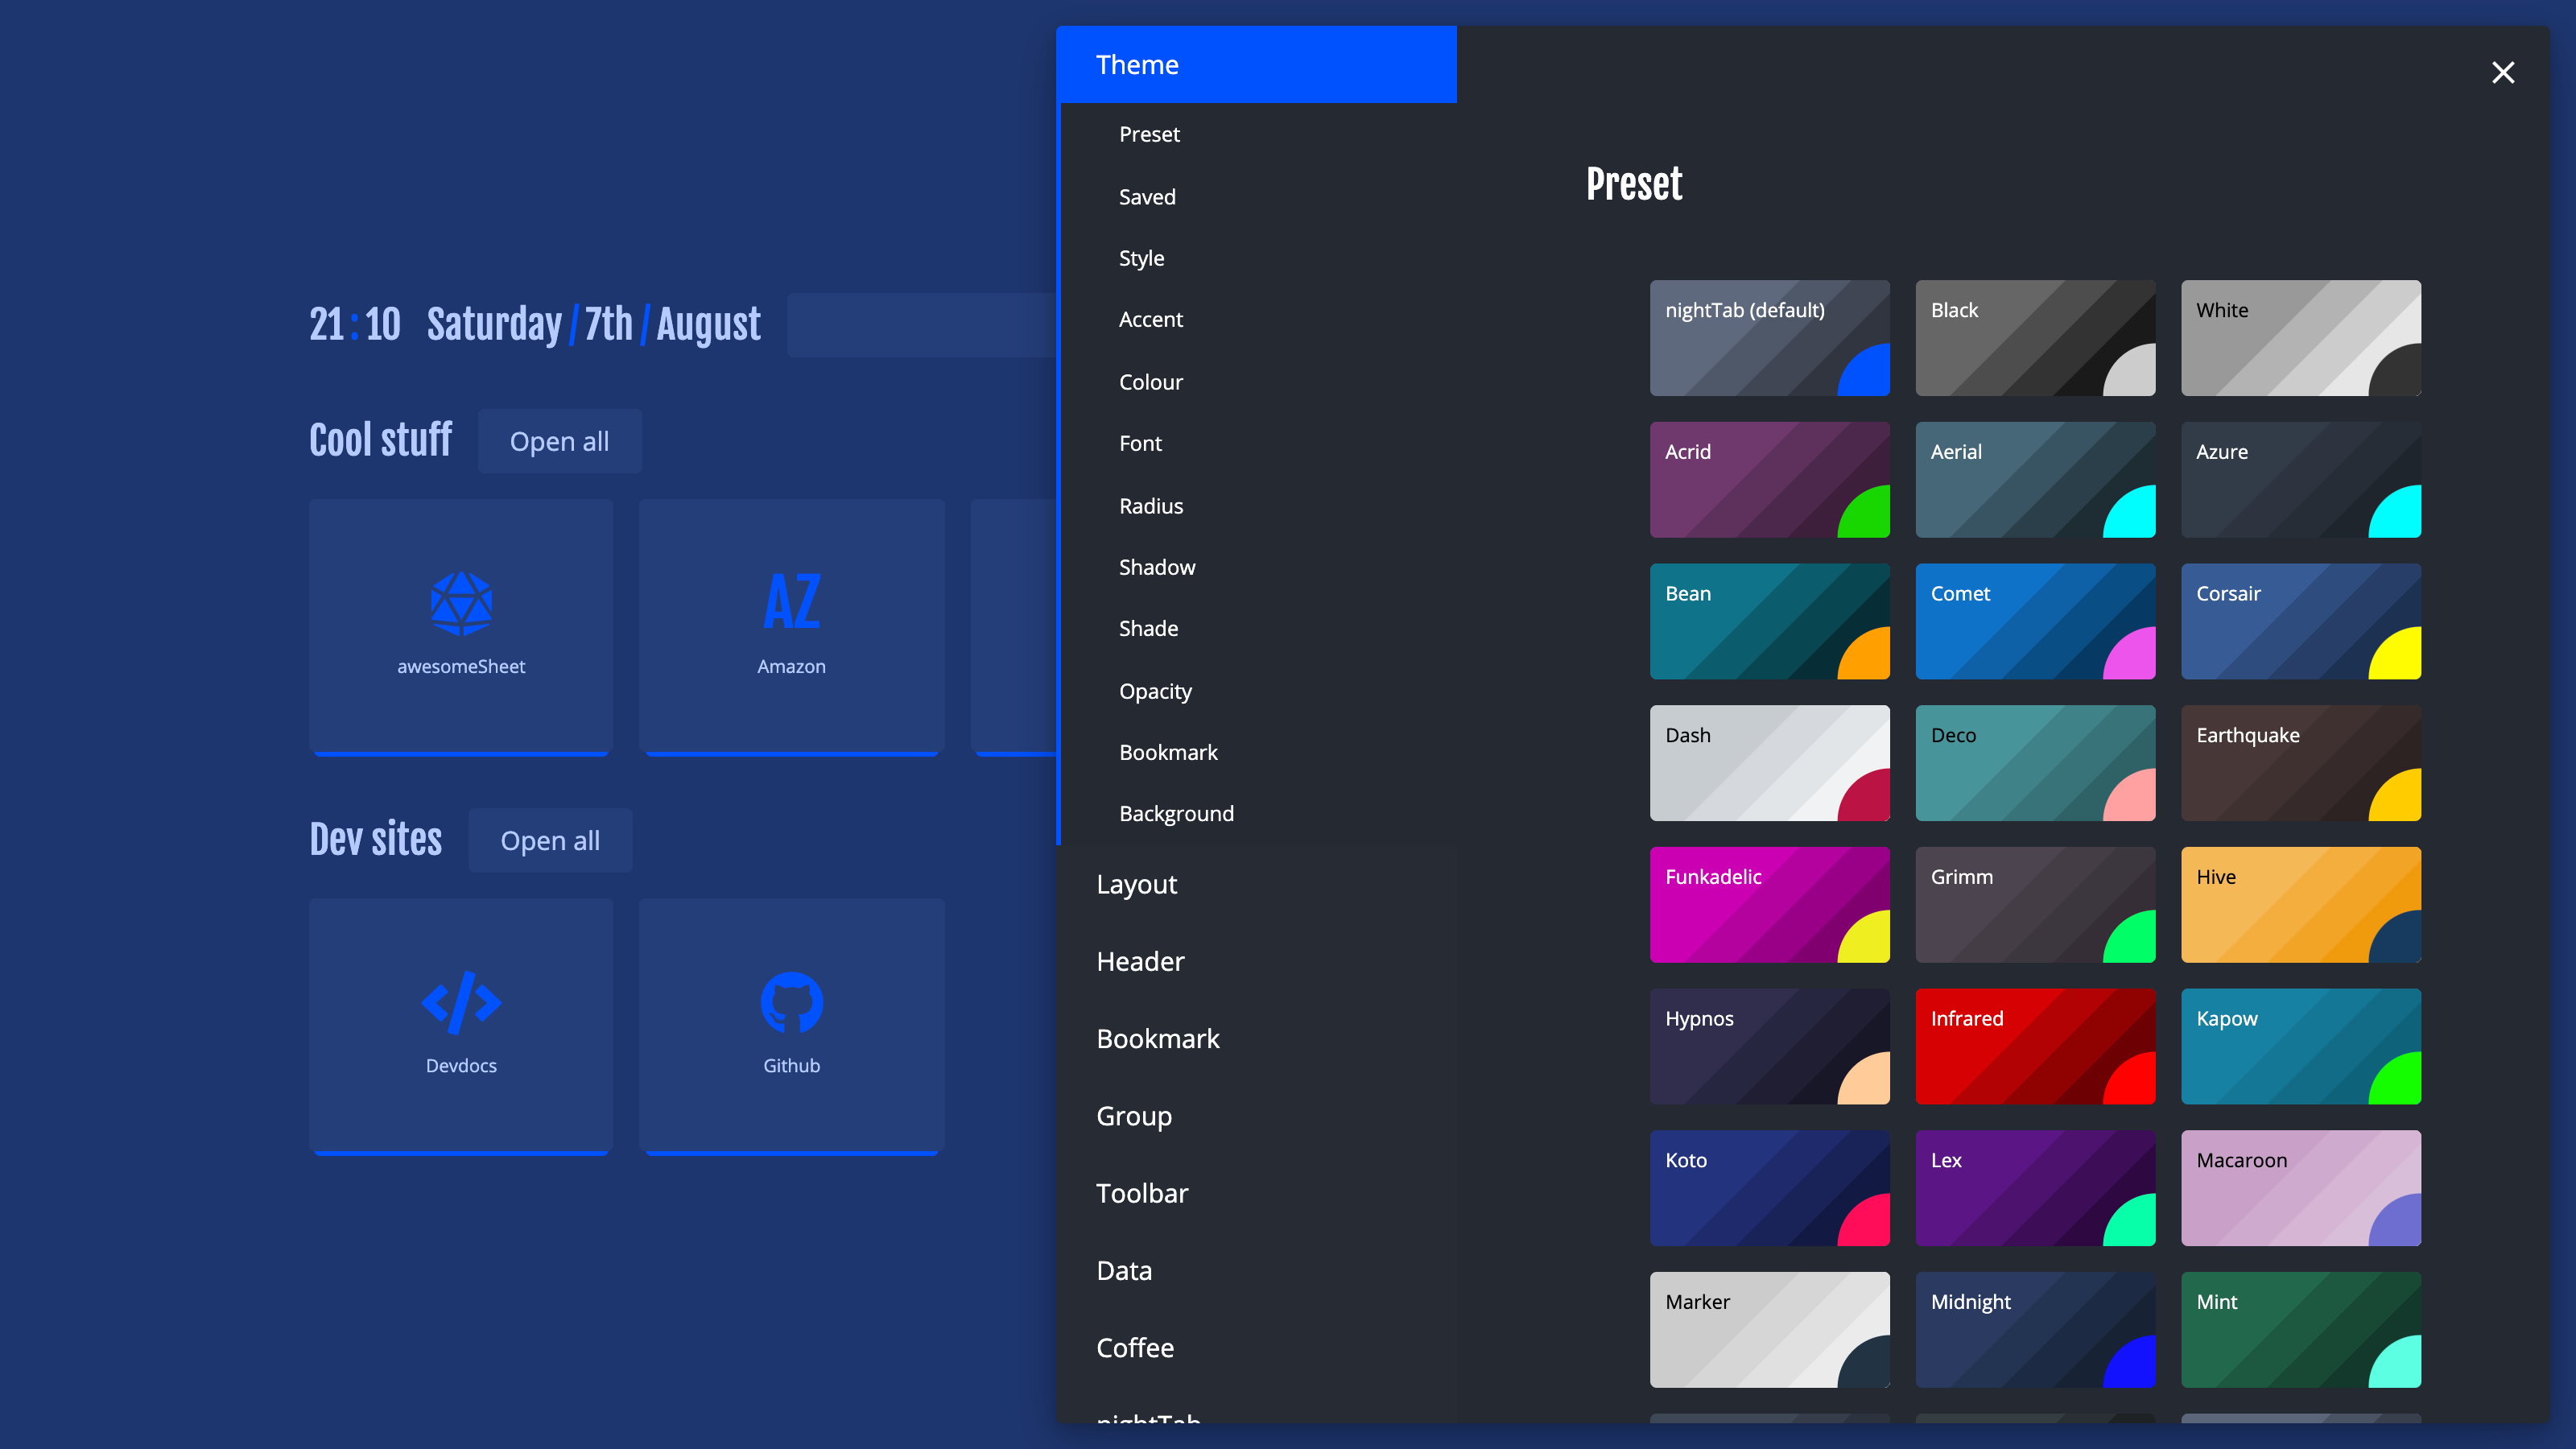 21:10 Saturday/7th/August
Cool stuff
Open all
awesomeSheet
AZ
Amazon
Dev sites
Open all
Devdocs
Github
Theme
Preset
Saved
Style
Accent
Colour
Font
Radius
Shadow
Shade
Opacity
Bookmark
Background
Layout
Header
Bookmark
Group
Toolbar
Data
Coffee
nightTab
Preset
nightTab (default)
Black
White
Acrid
Aerial
Azure
Bean
Comet
Corsair
Dash
Deco
Earthquake
Funkadelic
Grimm
Hive
Hypnos
Infrared
Kapow
Koto
Lex
Macaroon
Marker
Midnight
Mint